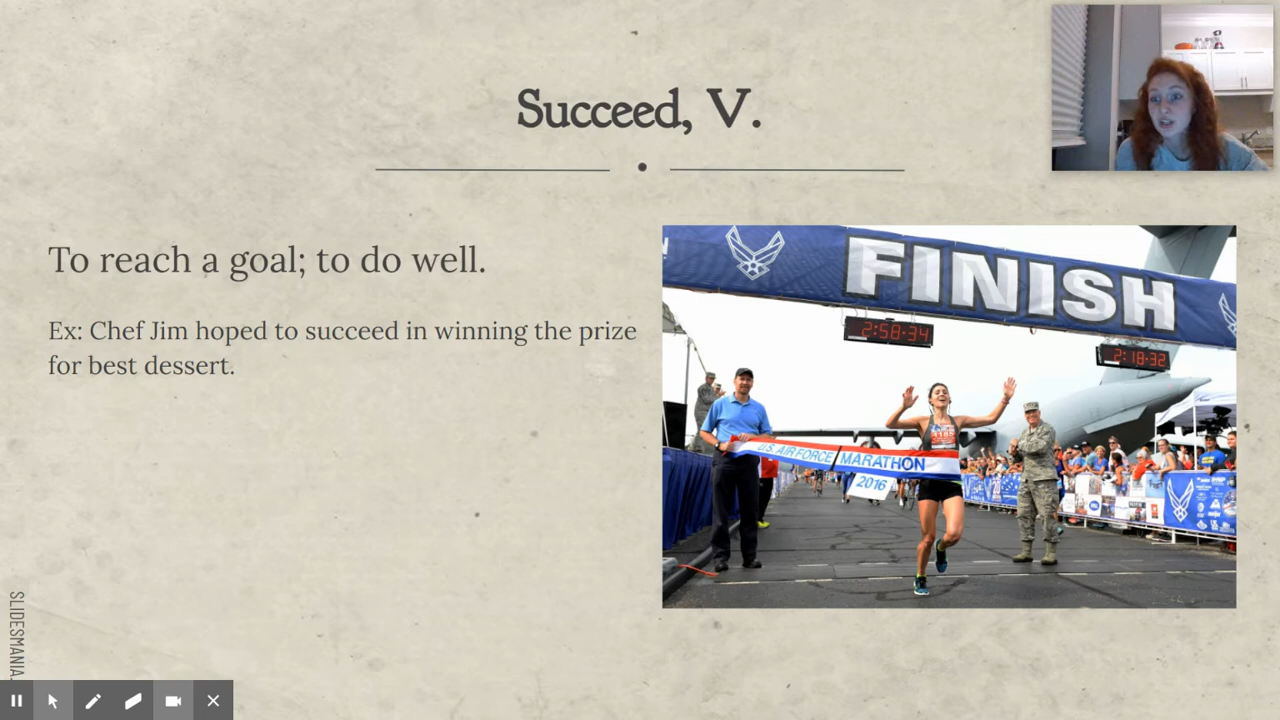 Succeed, V.
To reach a goal; to do well.
Ex: Chef Jim hoped to succeed in winning the prize
for best dessert.
FINISH
2:58:34
2:18:32
U.S. AIR FORCE MARATHON
2016
SLIDESMANIA.